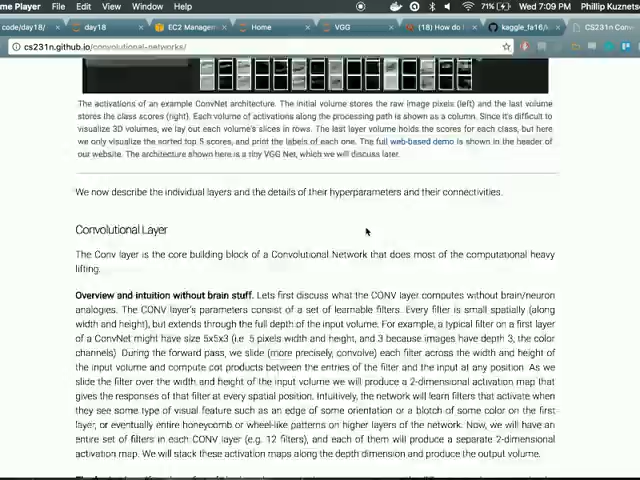 me Player File Edit View Window Help 71% Wed 7:09 PM Phillip Kuznets
code/day18/ day18 EC2 Managem Home VGG (18) How do I kaggle_fa16/ CS231n Conv
cs231n.github.io/convolutional-networks/
The activations of an example ConvNet architecture. The initial volume stores the raw image pixels (left) and the last volume
stores the class scores (right). Each volume of activations along the processing path is shown as a column. Since it's difficult to
visualize 3D volumes, we lay out each volume's slices in rows. The last layer volume holds the scores for each class, but here
we only visualize the sorted top 5 scores, and print the labels of each one. The full web-based demo is shown in the header of
our website. The architecture shown here is a tiny VGG Net, which we will discuss later.
We now describe the individual layers and the details of their hyperparameters and their connectivities.
Convolutional Layer
The Conv layer is the core building block of a Convolutional Network that does most of the computational heavy
lifting.
Overview and intuition without brain stuff. Lets first discuss what the CONV layer computes without brain/neuron
analogies. The CONV layer's parameters consist of a set of learnable filters. Every filter is small spatially (along
width and height), but extends through the full depth of the input volume. For example, a typical filter on a first layer
of a ConvNet might have size 5x5x3 (i.e. 5 pixels width and height, and 3 because images have depth 3, the color
channels). During the forward pass, we slide (more precisely, convolve) each filter across the width and height of
the input volume and compute dot products between the entries of the filter and the input at any position. As we
slide the filter over the width and height of the input volume we will produce a 2-dimensional activation map that
gives the responses of that filter at every spatial position. Intuitively, the network will learn filters that activate when
they see some type of visual feature such as an edge of some orientation or a blotch of some color on the first
layer, or eventually entire honeycomb or wheel-like patterns on higher layers of the network. Now, we will have an
entire set of filters in each CONV layer (e.g. 12 filters), and each of them will produce a separate 2-dimensional
activation map. We will stack these activation maps along the depth dimension and produce the output volume.